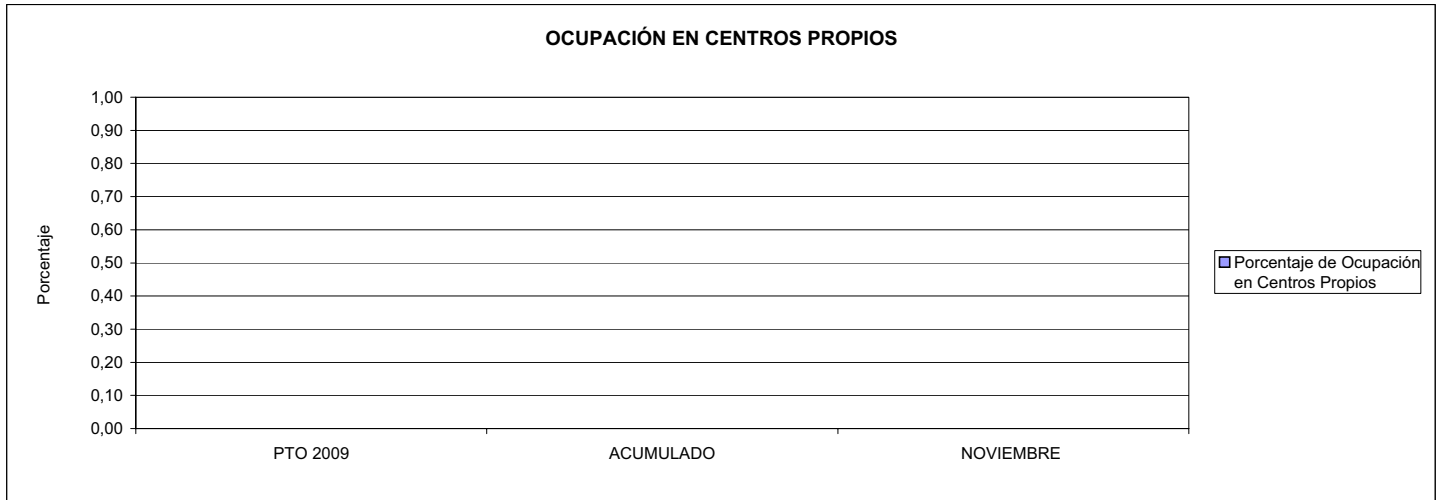 OCUPACIÓN EN CENTROS PROPIOS
1,00
0,90
0,80
0,70
0,60
0,50
0,40
0,30
0,20
0,10
0,00
Porcentaje
PTO 2009
ACUMULADO
NOVIEMBRE
Porcentaje de Ocupación
en Centros Propios